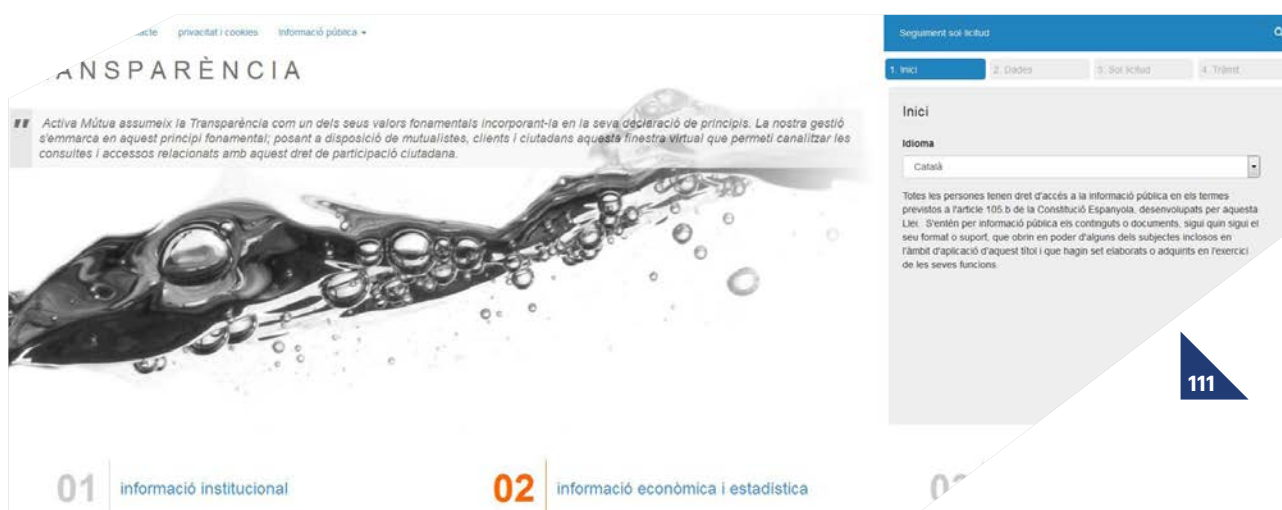 privacitat i cookies
Informació pública
Seguiment sol·licitud
ANSPARÈNCIA
1. Inici
2. Dades
3. Sol·licitud
4. Tràmit
Inici
Activa Mútua assumeix la Transparència com un dels seus valors fonamentals incorporant-la en la seva declaració de principis. La nostra gestió
s'emmarca en aquest principi fonamental; posant a disposició de mutualistes, clients i ciutadans aquesta finestra virtual que permeti canalitzar les
consultes i accessos relacionats amb aquest dret de participació ciutadana.
Idioma
Català
Totes les persones tenen dret d'accés a la informació pública en els termes
previstos a l'article 105.b de la Constitució Espanyola, desenvolupats per aquesta
Llei. S'entén per informació pública els continguts o documents, sigui quin sigui el
seu format o suport, que obrin en poder d'alguns dels subjectes inclosos en
l'àmbit d'aplicació d'aquest títol i que hagin set elaborats o adquirits en l'exercici
de les seves funcions.
111
01 informació institucional
02 informació econòmica i estadística